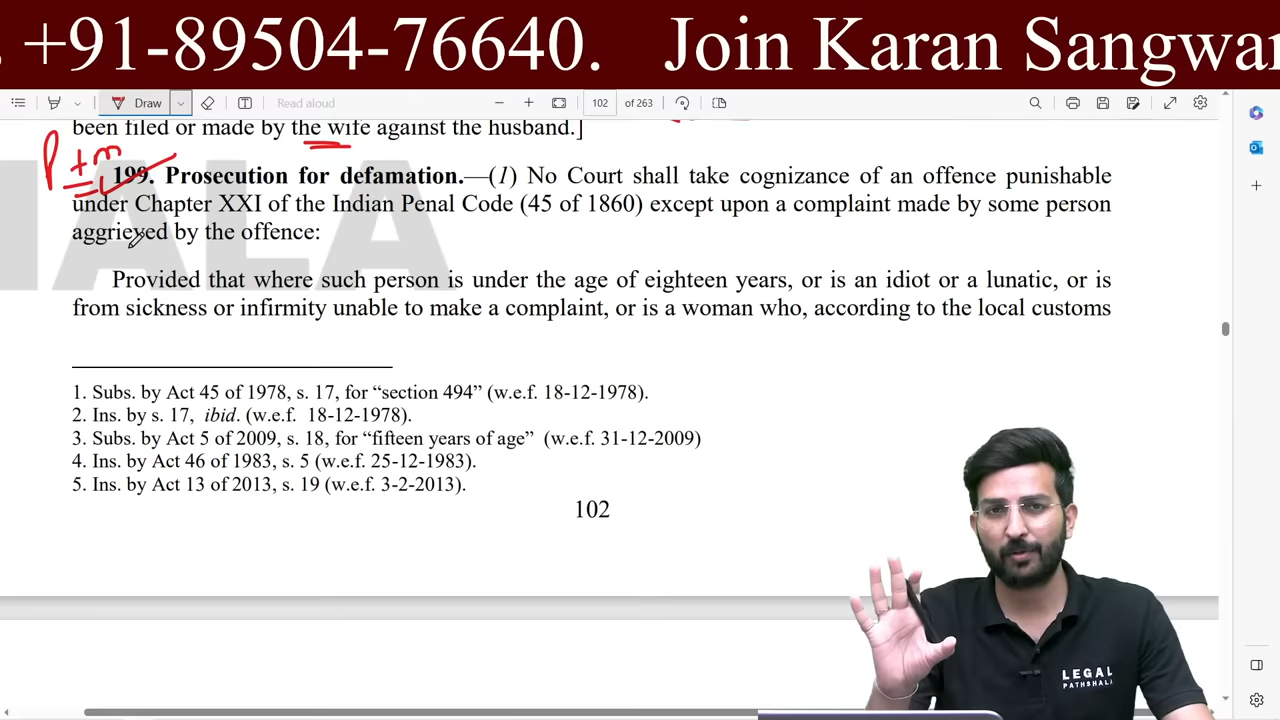 +91-89504-76640. Join Karan Sangwan
Draw
Read aloud
102 of 263
been filed or made by the wife against the husband.]
P+m
199. Prosecution for defamation.—(1) No Court shall take cognizance of an offence punishable
under Chapter XXI of the Indian Penal Code (45 of 1860) except upon a complaint made by some person
aggrieved by the offence:
Provided that where such person is under the age of eighteen years, or is an idiot or a lunatic, or is
from sickness or infirmity unable to make a complaint, or is a woman who, according to the local customs
1. Subs. by Act 45 of 1978, s. 17, for “section 494” (w.e.f. 18-12-1978).
2. Ins. by s. 17, ibid. (w.e.f. 18-12-1978).
3. Subs. by Act 5 of 2009, s. 18, for “fifteen years of age” (w.e.f. 31-12-2009)
4. Ins. by Act 46 of 1983, s. 5 (w.e.f. 25-12-1983).
5. Ins. by Act 13 of 2013, s. 19 (w.e.f. 3-2-2013).
102
LEGAL
PATHSHALA